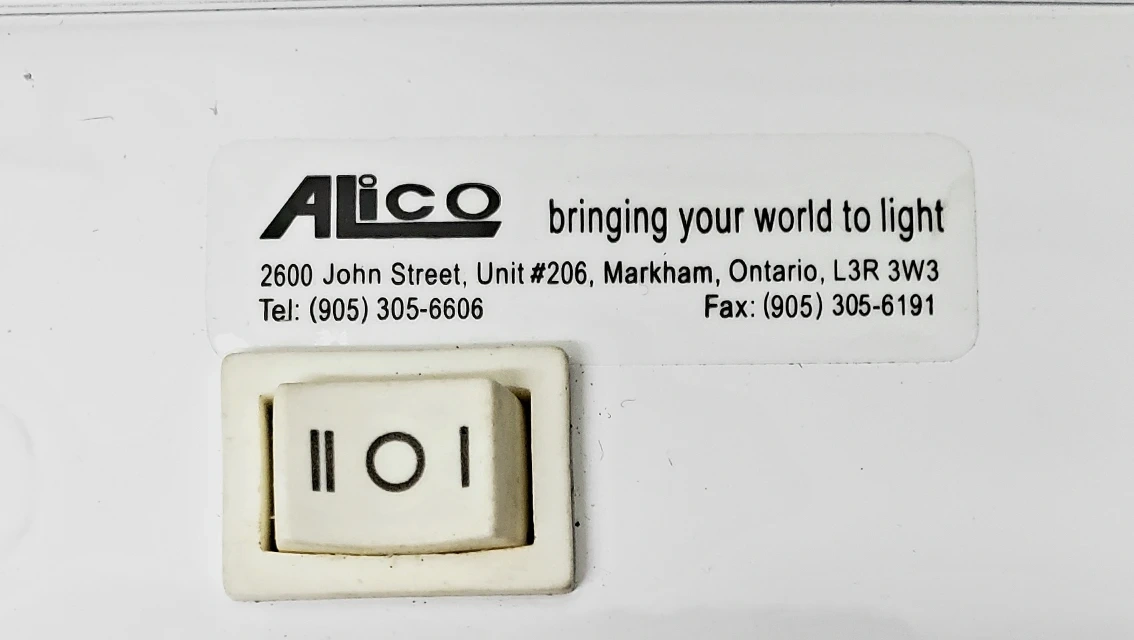 ALiCO bringing your world to light
2600 John Street, Unit #206, Markham, Ontario, L3R 3W3
Tel: (905) 305-6606 Fax: (905) 305-6191
II O I